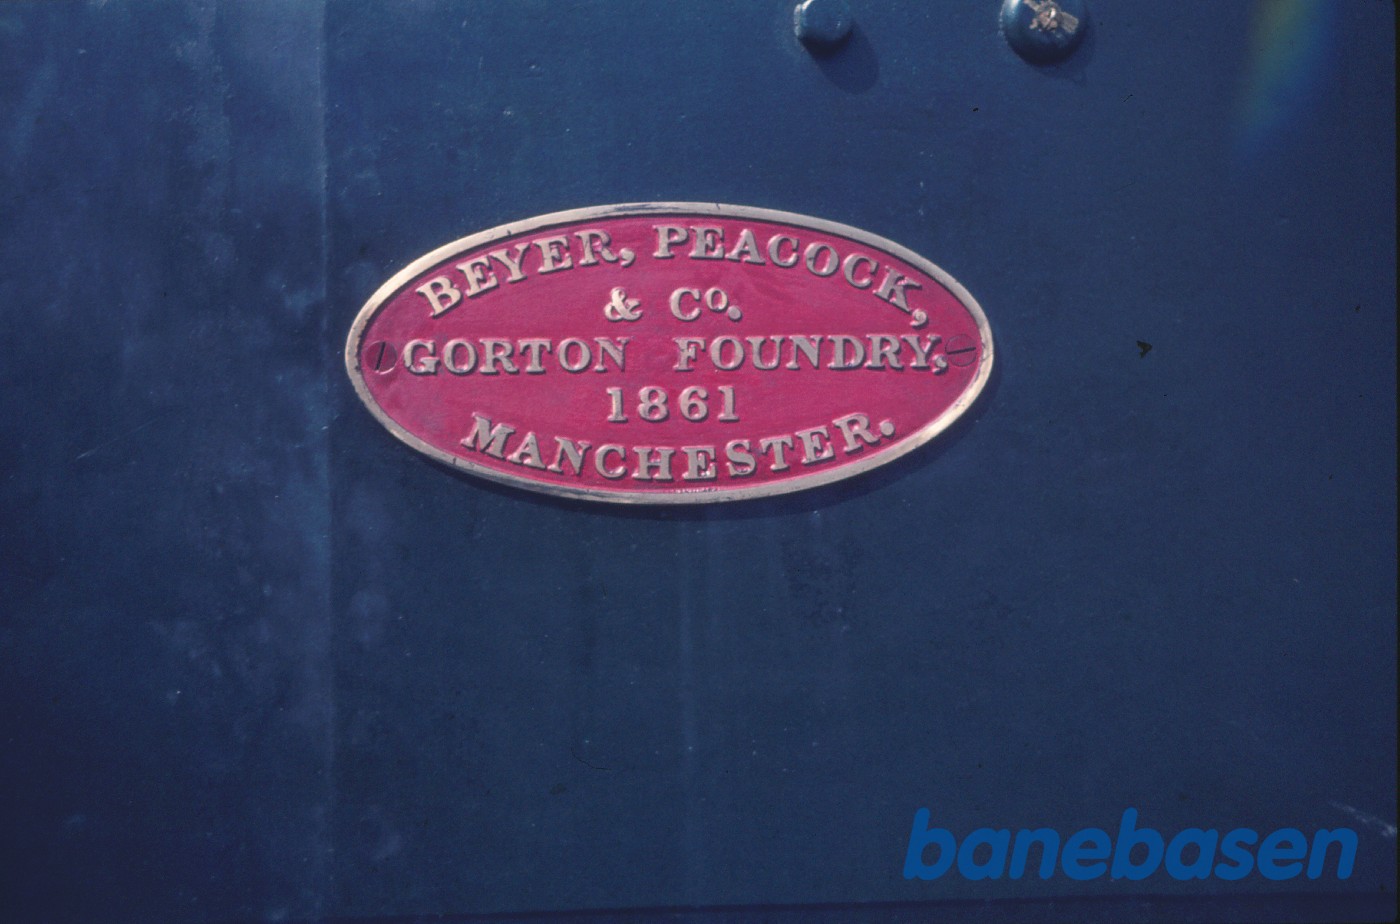 BEYER, PEACOCK,
& Co.
GORTON FOUNDRY,
1861
MANCHESTER.
banebasen